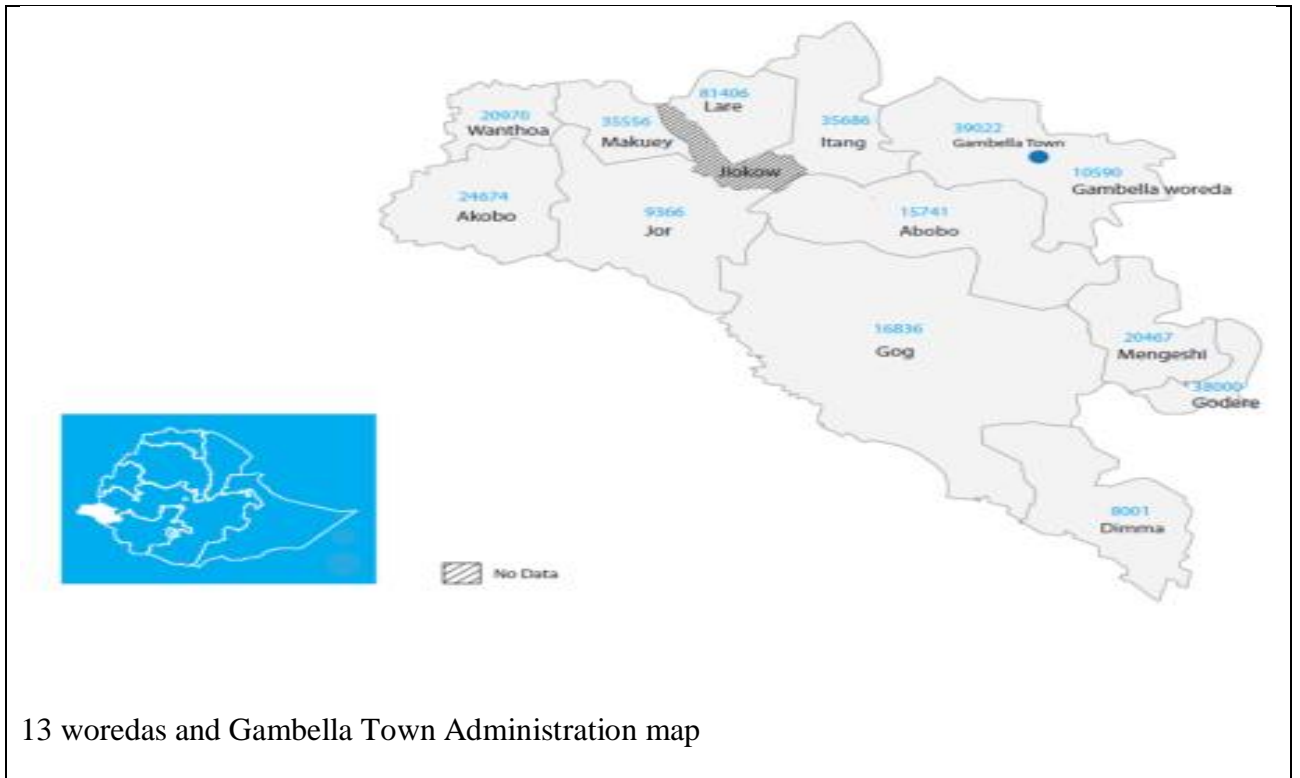 81406
Lare
20970
Wanthoa
35556
Makuey
35686
Itang
39022
Gambella Town
Jiokow
10590
Gambella woreda
24674
Akobo
9366
Jor
15741
Abobo
16836
Gog
20467
Mengeshi
*38000
Godere
8001
Dimma
No Data
13 woredas and Gambella Town Administration map